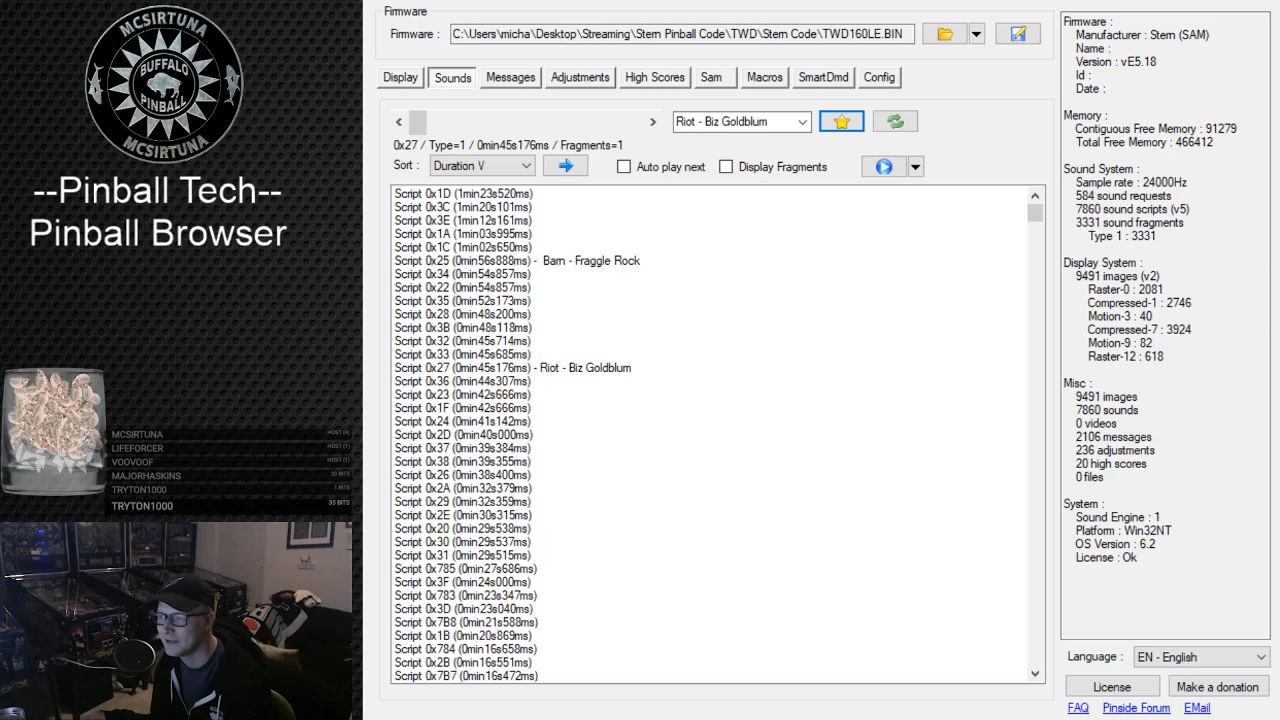 MCSIRTUNA
BUFFALO
PINBALL
MCSIRTUNA
--Pinball Tech--
Pinball Browser
MCSIRTUNA HOST (4)
LIFEFORCER HOST (1)
VOOVOOF HOST (1)
MAJORHASKINS 20 BITS
TRYTON1000 1 BITS
TRYTON1000 35 BITS
Firmware
Firmware : C:\Users\micha\Desktop\Streaming\Stern Pinball Code\TWD\Stern Code\TWD160LE.BIN
Display Sounds Messages Adjustments High Scores Sam Macros SmartDmd Config
Riot - Biz Goldblum
0x27 / Type=1 / 0min45s176ms / Fragments=1
Sort : Duration V Auto play next Display Fragments
Script 0x1D (1min23s520ms)
Script 0x3C (1min20s101ms)
Script 0x3E (1min12s161ms)
Script 0x1A (1min03s995ms)
Script 0x1C (1min02s650ms)
Script 0x25 (0min56s888ms) - Barn - Fraggle Rock
Script 0x34 (0min54s857ms)
Script 0x22 (0min54s857ms)
Script 0x35 (0min52s173ms)
Script 0x28 (0min48s200ms)
Script 0x3B (0min48s118ms)
Script 0x32 (0min45s714ms)
Script 0x33 (0min45s685ms)
Script 0x27 (0min45s176ms) - Riot - Biz Goldblum
Script 0x36 (0min44s307ms)
Script 0x23 (0min42s666ms)
Script 0x1F (0min42s666ms)
Script 0x24 (0min41s142ms)
Script 0x2D (0min40s000ms)
Script 0x37 (0min39s384ms)
Script 0x38 (0min39s355ms)
Script 0x26 (0min38s400ms)
Script 0x2A (0min32s379ms)
Script 0x29 (0min32s359ms)
Script 0x2E (0min30s315ms)
Script 0x20 (0min29s538ms)
Script 0x30 (0min29s537ms)
Script 0x31 (0min29s515ms)
Script 0x785 (0min27s686ms)
Script 0x3F (0min24s000ms)
Script 0x783 (0min23s347ms)
Script 0x3D (0min23s040ms)
Script 0x7B8 (0min21s588ms)
Script 0x1B (0min20s869ms)
Script 0x784 (0min16s658ms)
Script 0x2B (0min16s551ms)
Script 0x7B7 (0min16s472ms)
Firmware :
Manufacturer : Stern (SAM)
Name :
Version : vE5.18
Id :
Date :
Memory :
Contiguous Free Memory : 91279
Total Free Memory : 466412
Sound System :
Sample rate : 24000Hz
584 sound requests
7860 sound scripts (v5)
3331 sound fragments
Type 1 : 3331
Display System :
9491 images (v2)
Raster-0 : 2081
Compressed-1 : 2746
Motion-3 : 40
Compressed-7 : 3924
Motion-9 : 82
Raster-12 : 618
Misc :
9491 images
7860 sounds
0 videos
2106 messages
236 adjustments
20 high scores
0 files
System :
Sound Engine : 1
Platform : Win32NT
OS Version : 6.2
License : Ok
Language : EN - English
License Make a donation
FAQ Pinside Forum EMail